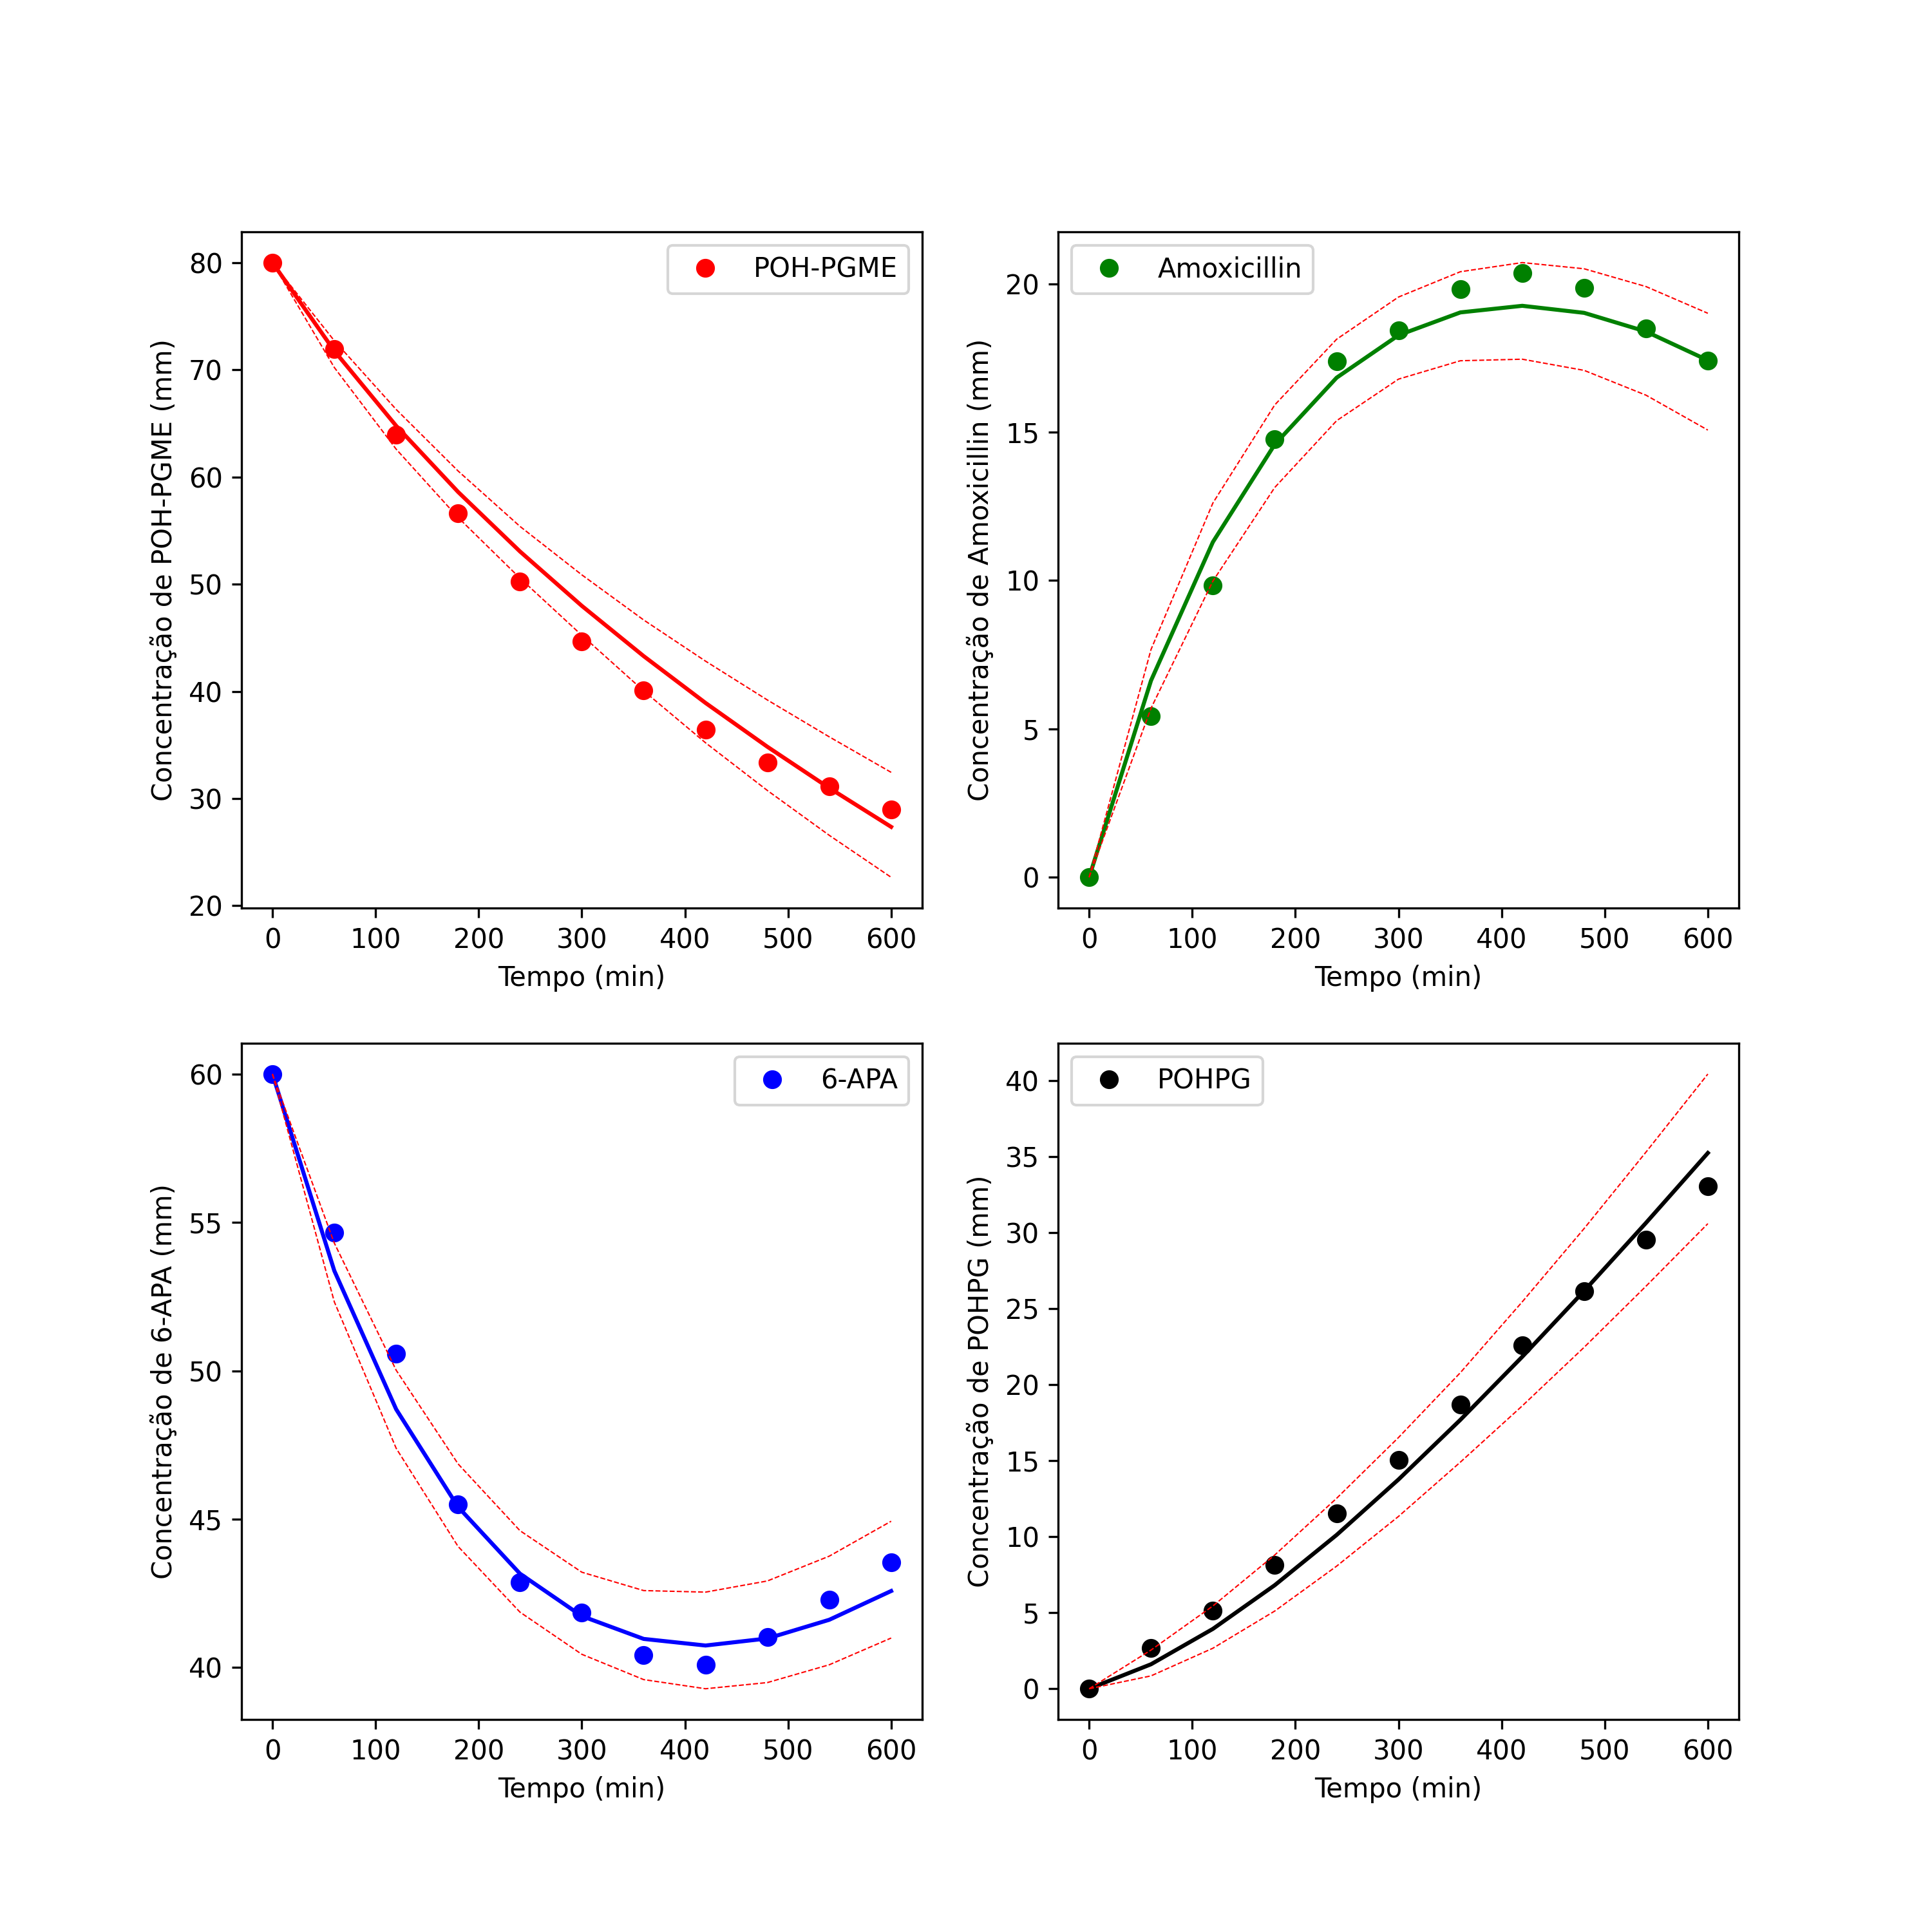 POH-PGME
Concentração de POH-PGME (mm)
80
70
60
50
40
30
20
0 100 200 300 400 500 600
Tempo (min)
Amoxicillin
Concentração de Amoxicillin (mm)
20
15
10
5
0
0 100 200 300 400 500 600
Tempo (min)
6-APA
Concentração de 6-APA (mm)
60
55
50
45
40
0 100 200 300 400 500 600
Tempo (min)
POHPG
Concentração de POHPG (mm)
40
35
30
25
20
15
10
5
0
0 100 200 300 400 500 600
Tempo (min)